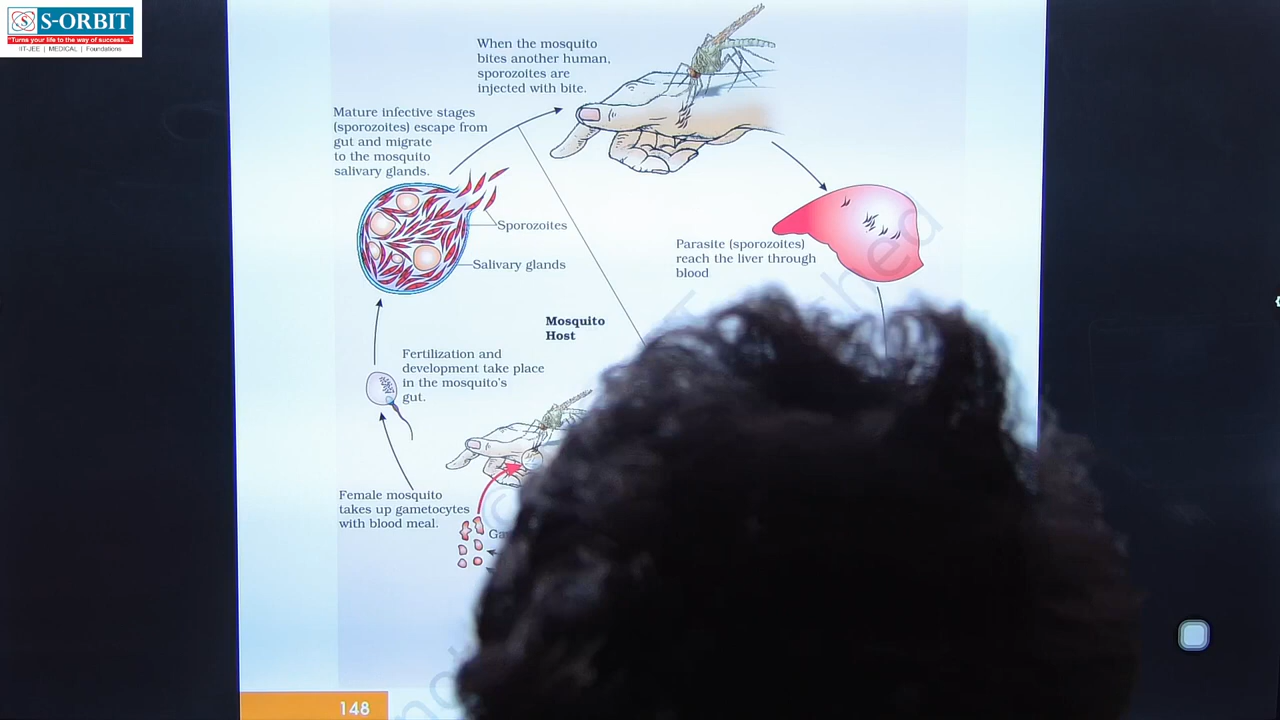 S-ORBIT
"Turns your life to the way of success..."
IIT-JEE | MEDICAL | Foundations
When the mosquito
bites another human,
sporozoites are
injected with bite.
Mature infective stages
(sporozoites) escape from
gut and migrate
to the mosquito
salivary glands.
Sporozoites
Salivary glands
Parasite (sporozoites)
reach the liver through
blood
Mosquito
Host
Fertilization and
development take place
in the mosquito's
gut.
Female mosquito
takes up gametocytes
with blood meal.
148